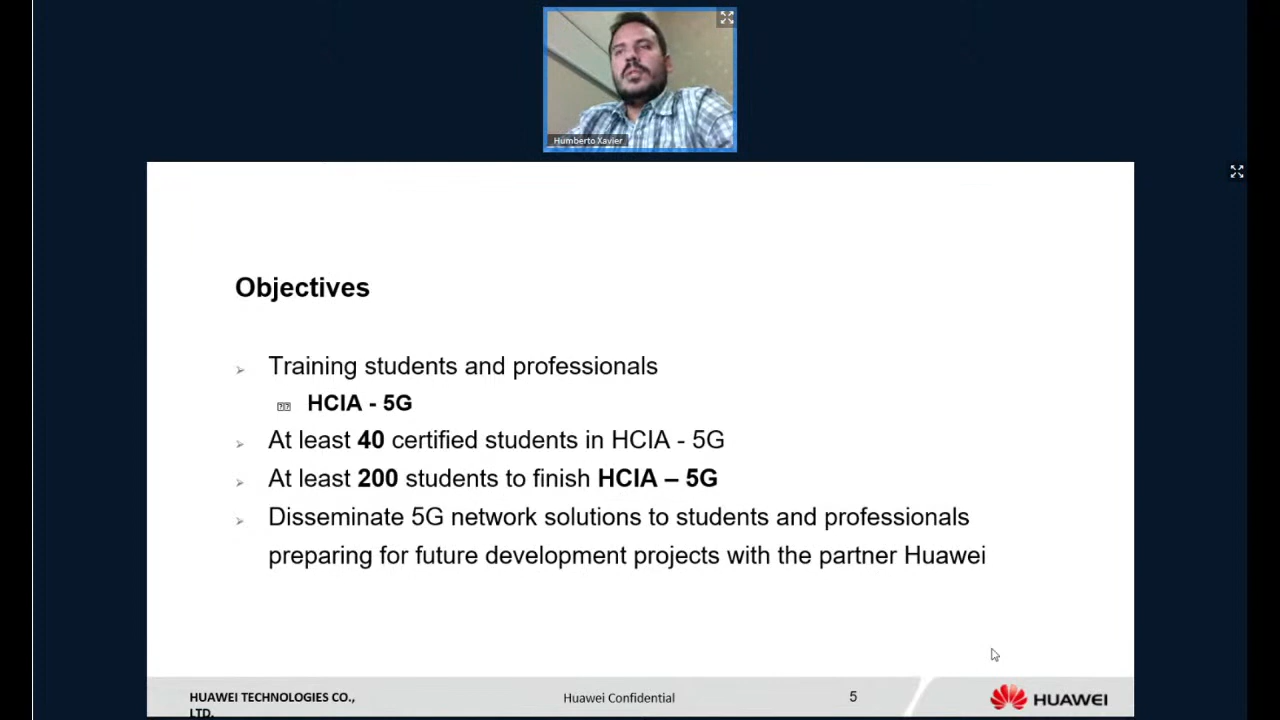 Humberto Xavier
Objectives
Training students and professionals
HCIA - 5G
At least 40 certified students in HCIA - 5G
At least 200 students to finish HCIA – 5G
Disseminate 5G network solutions to students and professionals
preparing for future development projects with the partner Huawei
HUAWEI TECHNOLOGIES CO.,
LTD.
Huawei Confidential
5
HUAWEI